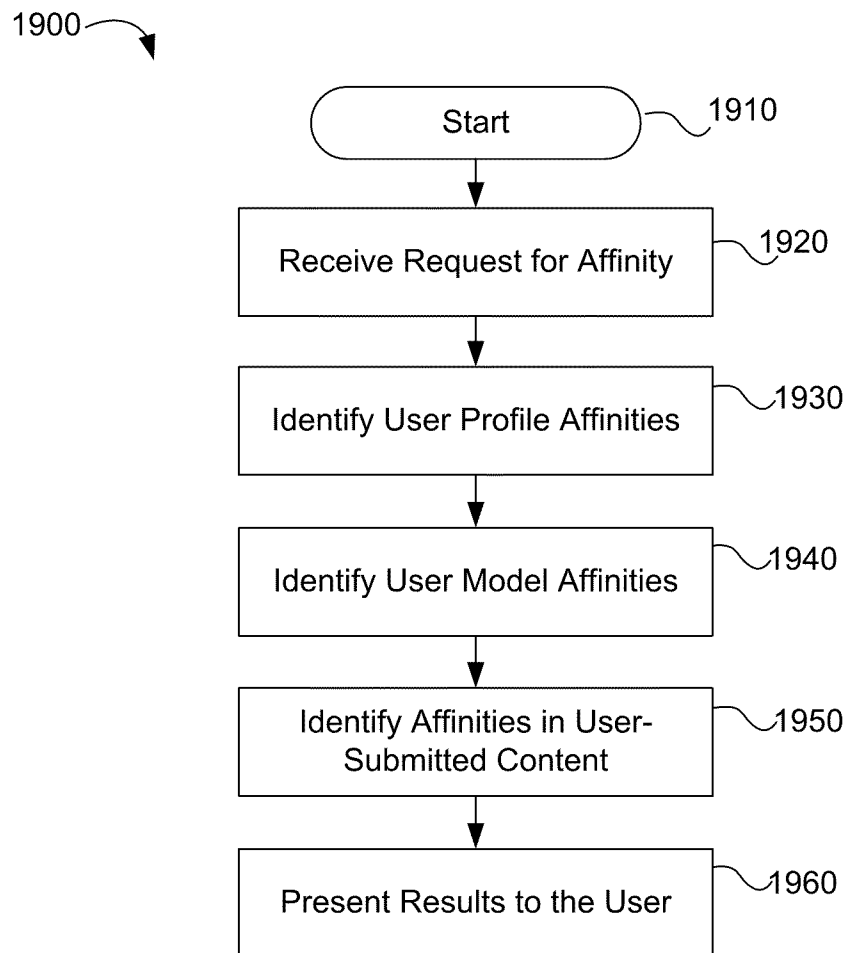 1900
Start
1910
Receive Request for Affinity
1920
Identify User Profile Affinities
1930
Identify User Model Affinities
1940
Identify Affinities in User-
Submitted Content
1950
Present Results to the User
1960